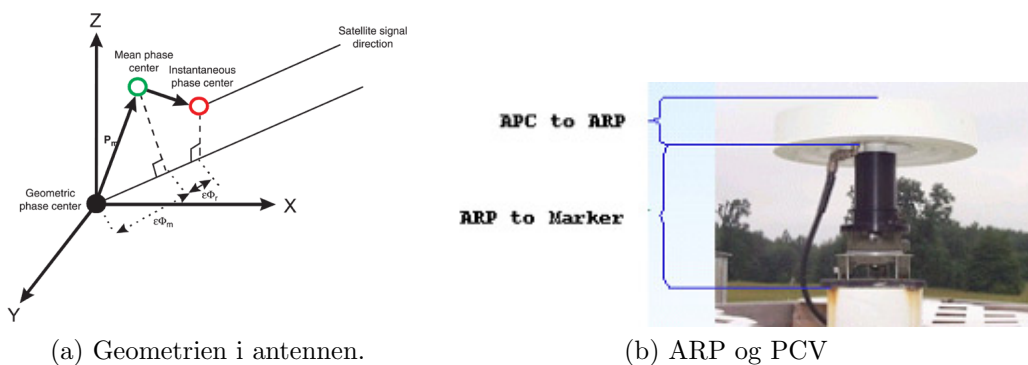 Z
Satellite signal
direction
Mean phase
center
Instantaneous
phase center
Pm
Geometric
phase center
X
εΦr
εΦm
Y
APC to ARP
ARP to Marker
(a) Geometrien i antennen.
(b) ARP og PCV